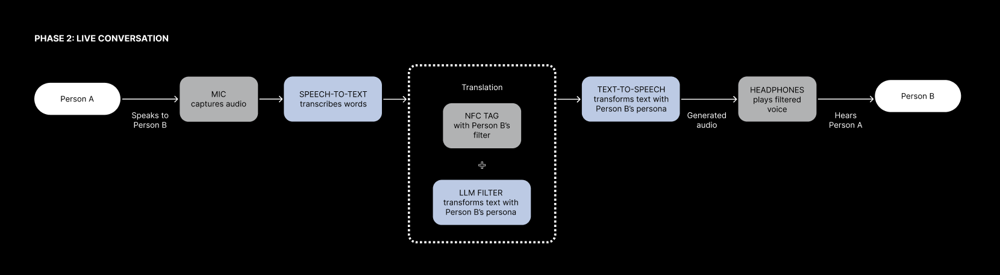 PHASE 2: LIVE CONVERSATION
Person A
Speaks to
Person B
MIC
captures audio
SPEECH-TO-TEXT
transcribes words
Translation
NFC TAG
with Person B’s
filter
LLM FILTER
transforms text with
Person B’s persona
TEXT-TO-SPEECH
transforms text with
Person B’s persona
Generated
audio
HEADPHONES
plays filtered
voice
Hears
Person A
Person B